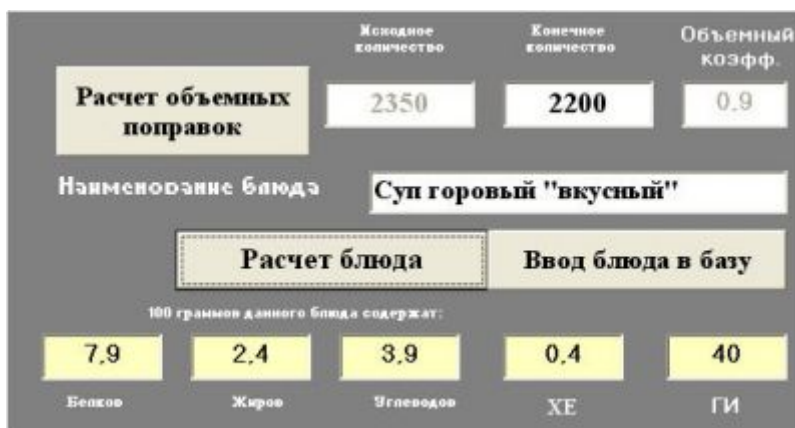 Исходное количество
Конечное количество
Объемный коэфф.
Расчет объемных поправок
2350
2200
0.9
Наименование блюда
Суп горовый "вкусный"
Расчет блюда
Ввод блюда в базу
100 граммов данного блюда содержат:
7,9
2,4
3,9
0,4
40
Белков
Жиров
Углеводов
ХЕ
ГИ